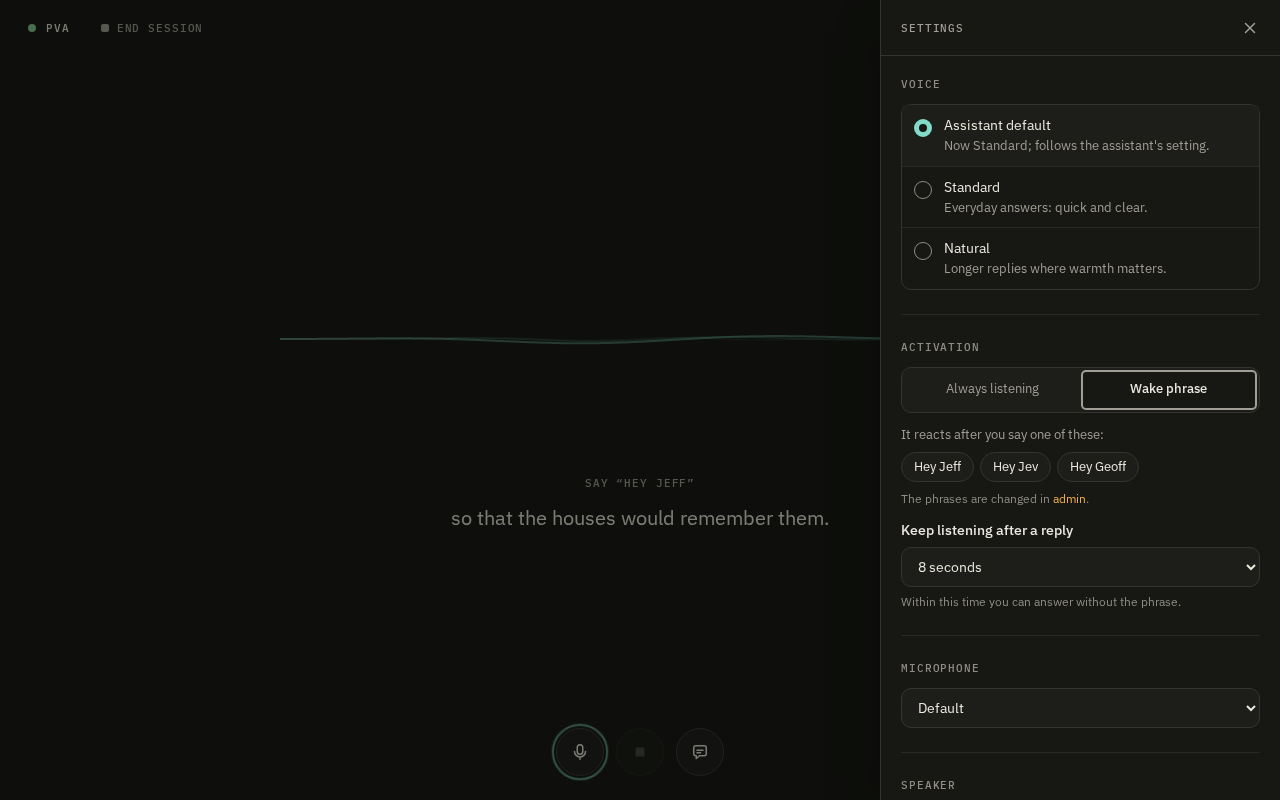 PVA
END SESSION
SAY “HEY JEFF”
so that the houses would remember them.
SETTINGS
VOICE
Assistant default
Now Standard; follows the assistant's setting.
Standard
Everyday answers: quick and clear.
Natural
Longer replies where warmth matters.
ACTIVATION
Always listening
Wake phrase
It reacts after you say one of these:
Hey Jeff
Hey Jev
Hey Geoff
The phrases are changed in admin.
Keep listening after a reply
8 seconds
Within this time you can answer without the phrase.
MICROPHONE
Default
SPEAKER